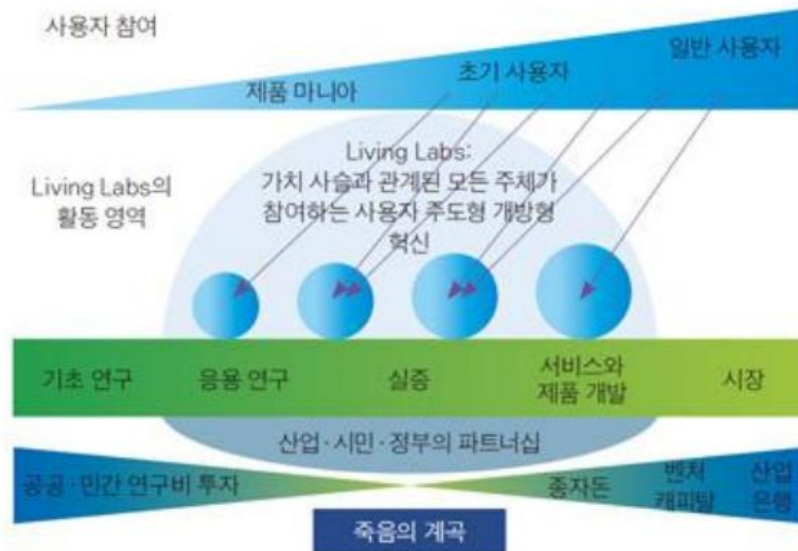 사용자 참여
일반 사용자
초기 사용자
제품 마니아
Living Labs:
가치 사슬과 관계된 모든 주체가
참여하는 사용자 주도형 개방형
혁신
Living Labs의
활동 영역
기초 연구
응용 연구
실증
서비스와
제품 개발
시장
산업·시민·정부의 파트너십
공공·민간 연구비 투자
종자돈
벤처
캐피탈
산업
은행
죽음의 계곡